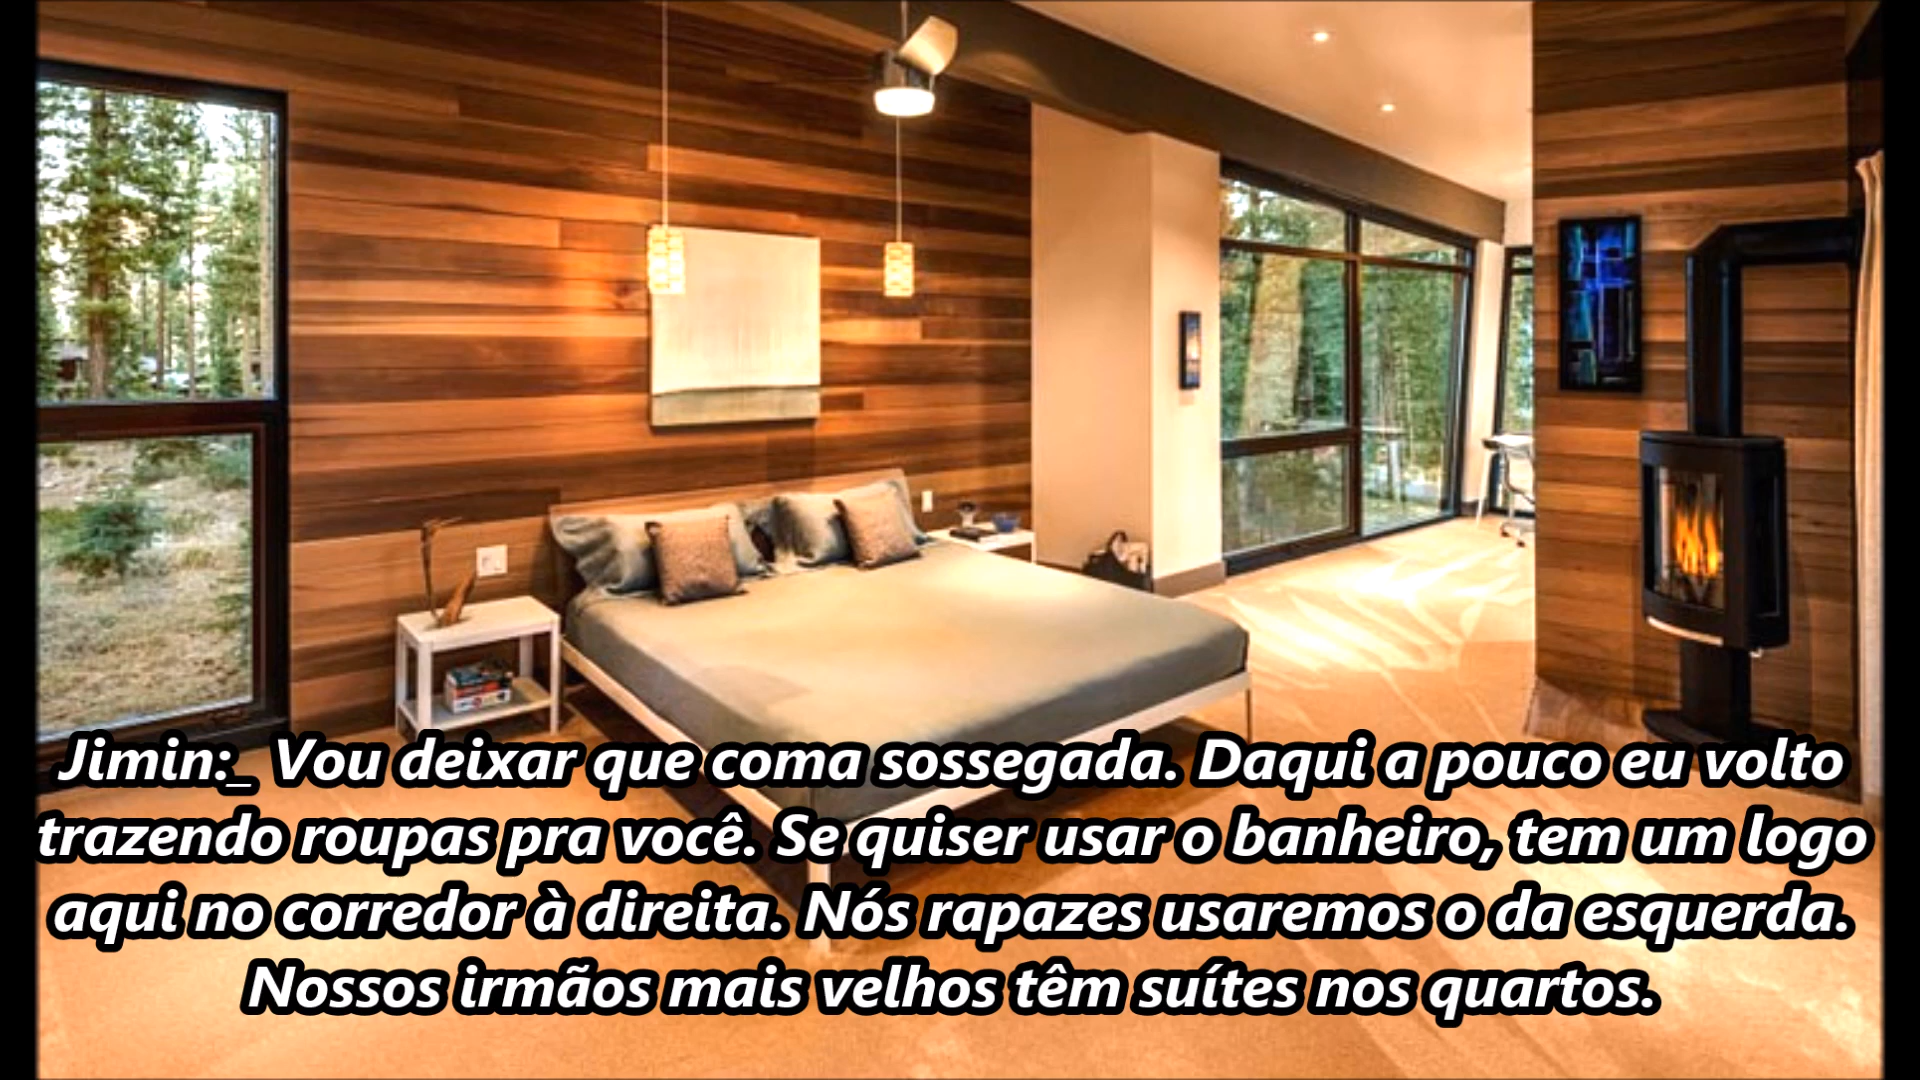 Jimin:_ Vou deixar que coma sossegada. Daqui a pouco eu volto
trazendo roupas pra você. Se quiser usar o banheiro, tem um logo
aqui no corredor à direita. Nós rapazes usaremos o da esquerda.
Nossos irmãos mais velhos têm suítes nos quartos.